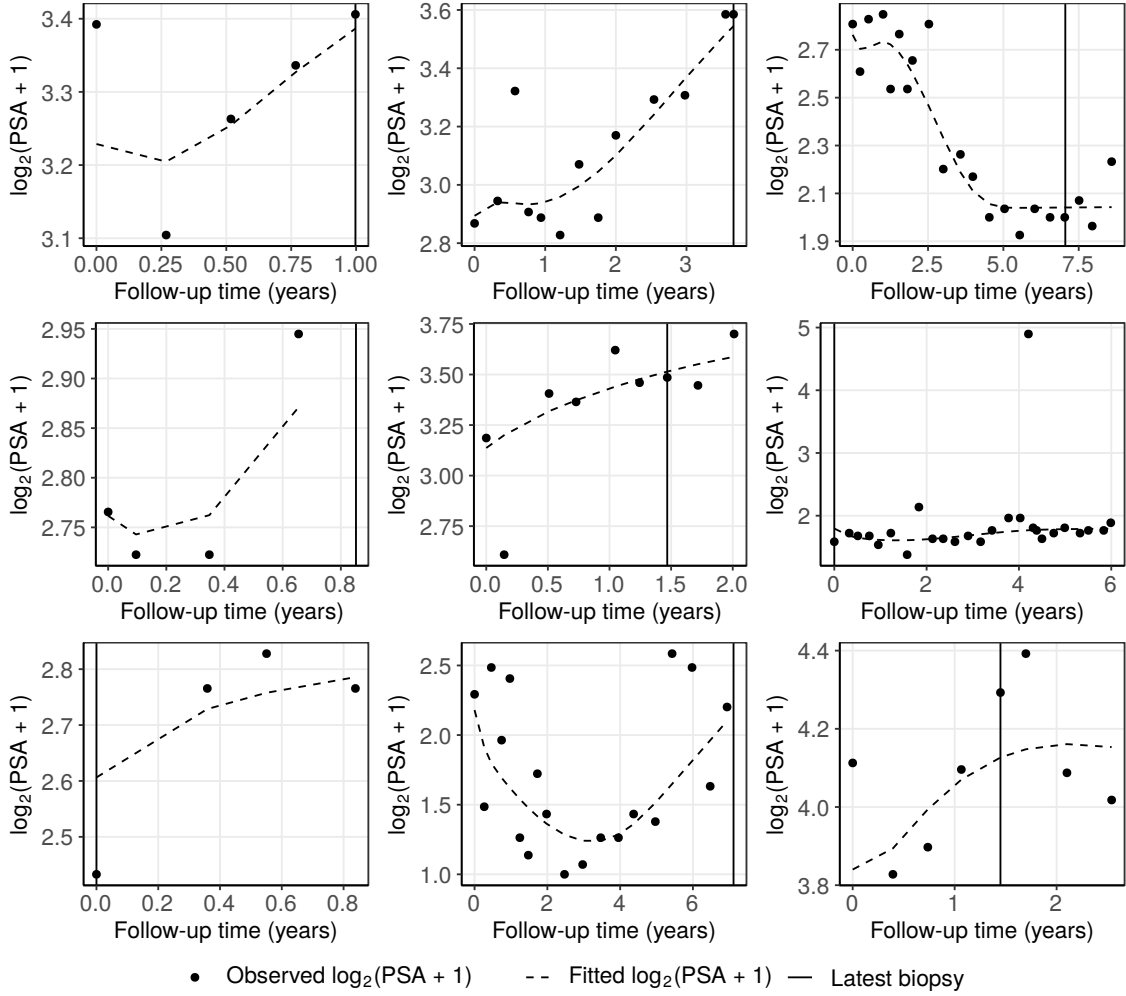 3.4
3.3
3.2
3.1
log₂(PSA + 1)
0.00 0.25 0.50 0.75 1.00
Follow-up time (years)
3.6
3.4
3.2
3.0
2.8
log₂(PSA + 1)
0 1 2 3
Follow-up time (years)
2.7
2.5
2.3
2.1
1.9
log₂(PSA + 1)
0.0 2.5 5.0 7.5
Follow-up time (years)
2.95
2.90
2.85
2.80
2.75
log₂(PSA + 1)
0.0 0.2 0.4 0.6 0.8
Follow-up time (years)
3.75
3.50
3.25
3.00
2.75
log₂(PSA + 1)
0.0 0.5 1.0 1.5 2.0
Follow-up time (years)
5
4
3
2
log₂(PSA + 1)
0 2 4 6
Follow-up time (years)
2.8
2.7
2.6
2.5
log₂(PSA + 1)
0.0 0.2 0.4 0.6 0.8
Follow-up time (years)
2.5
2.0
1.5
1.0
log₂(PSA + 1)
0 2 4 6
Follow-up time (years)
4.4
4.2
4.0
3.8
log₂(PSA + 1)
0 1 2
Follow-up time (years)
Observed log₂(PSA + 1) Fitted log₂(PSA + 1) Latest biopsy